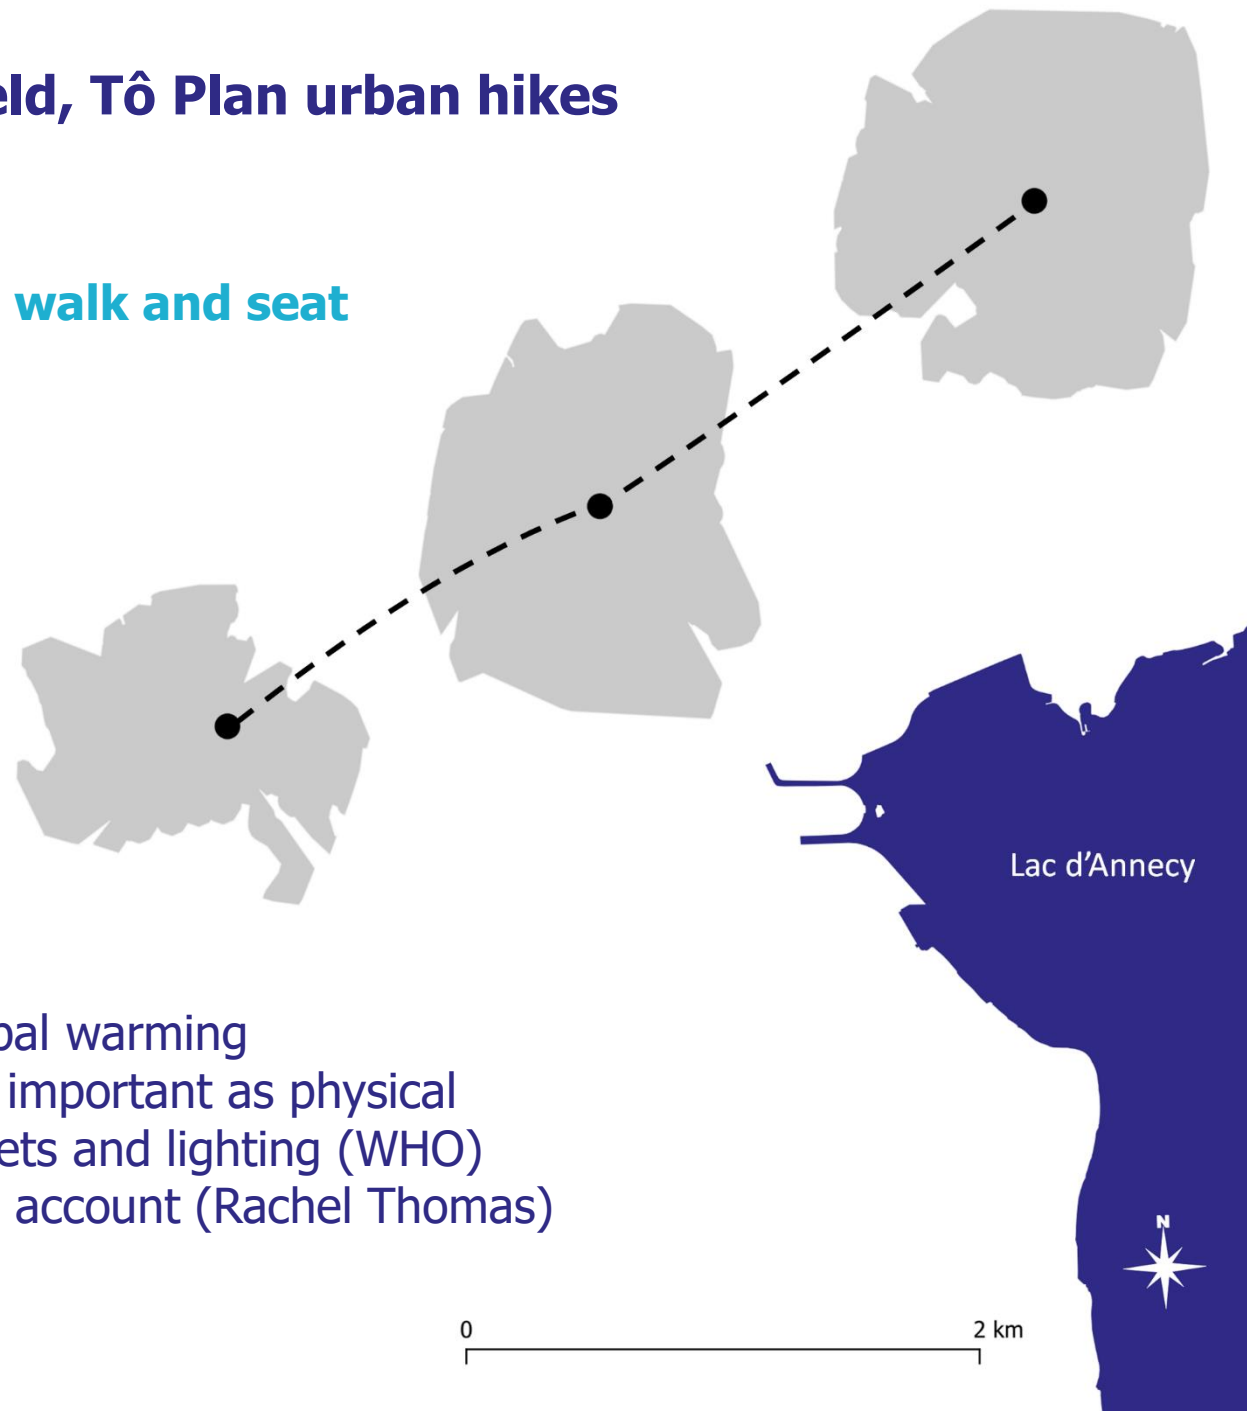 eld, Tô Plan urban hikes
walk and seat
Lac d’Annecy
bal warming
important as physical
ets and lighting (WHO)
account (Rachel Thomas)
N
0 2 km